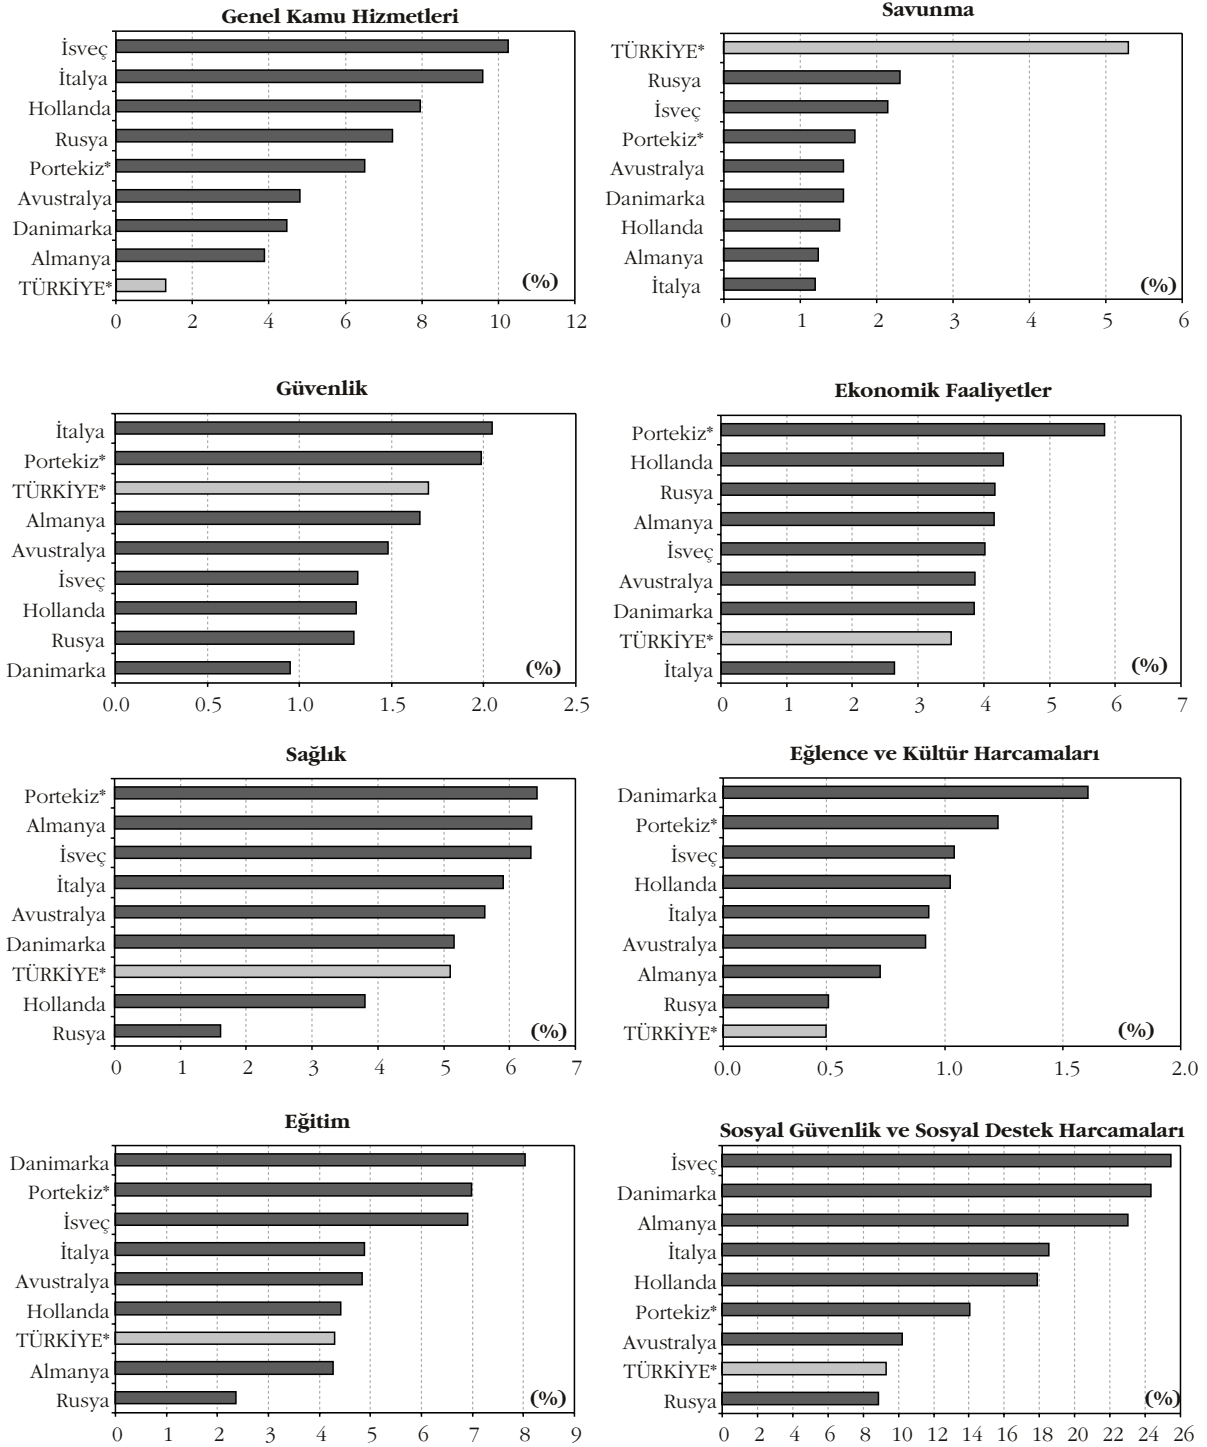 Genel Kamu Hizmetleri
İsveç
İtalya
Hollanda
Rusya
Portekiz*
Avustralya
Danimarka
Almanya
TÜRKİYE*
(%)
0 2 4 6 8 10 12
Savunma
TÜRKİYE*
Rusya
İsveç
Portekiz*
Avustralya
Danimarka
Hollanda
Almanya
İtalya
(%)
0 1 2 3 4 5 6
Güvenlik
İtalya
Portekiz*
TÜRKİYE*
Almanya
Avustralya
İsveç
Hollanda
Rusya
Danimarka
(%)
0.0 0.5 1.0 1.5 2.0 2.5
Ekonomik Faaliyetler
Portekiz*
Hollanda
Rusya
Almanya
İsveç
Avustralya
Danimarka
TÜRKİYE*
İtalya
(%)
0 1 2 3 4 5 6 7
Sağlık
Portekiz*
Almanya
İsveç
İtalya
Avustralya
Danimarka
TÜRKİYE*
Hollanda
Rusya
(%)
0 1 2 3 4 5 6 7
Eğlence ve Kültür Harcamaları
Danimarka
Portekiz*
İsveç
Hollanda
İtalya
Avustralya
Almanya
Rusya
TÜRKİYE*
(%)
0.0 0.5 1.0 1.5 2.0
Eğitim
Danimarka
Portekiz*
İsveç
İtalya
Avustralya
Hollanda
TÜRKİYE*
Almanya
Rusya
(%)
0 1 2 3 4 5 6 7 8 9
Sosyal Güvenlik ve Sosyal Destek Harcamaları
İsveç
Danimarka
Almanya
İtalya
Hollanda
Portekiz*
Avustralya
TÜRKİYE*
Rusya
(%)
0 2 4 6 8 10 12 14 16 18 20 22 24 26